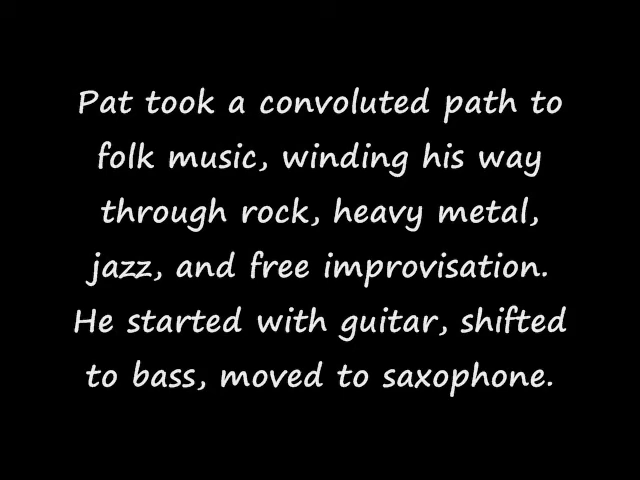 Pat took a convoluted path to
folk music, winding his way
through rock, heavy metal,
jazz, and free improvisation.
He started with guitar, shifted
to bass, moved to saxophone.